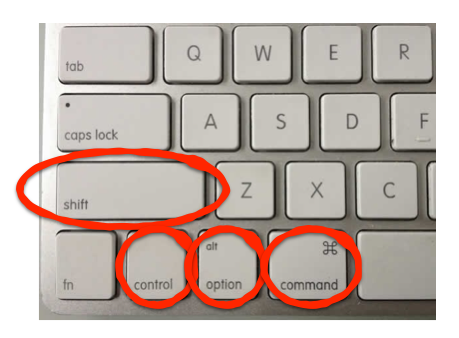 tab Q W E R
caps lock A S D F
shift Z X C
alt ⌘
fn control option command